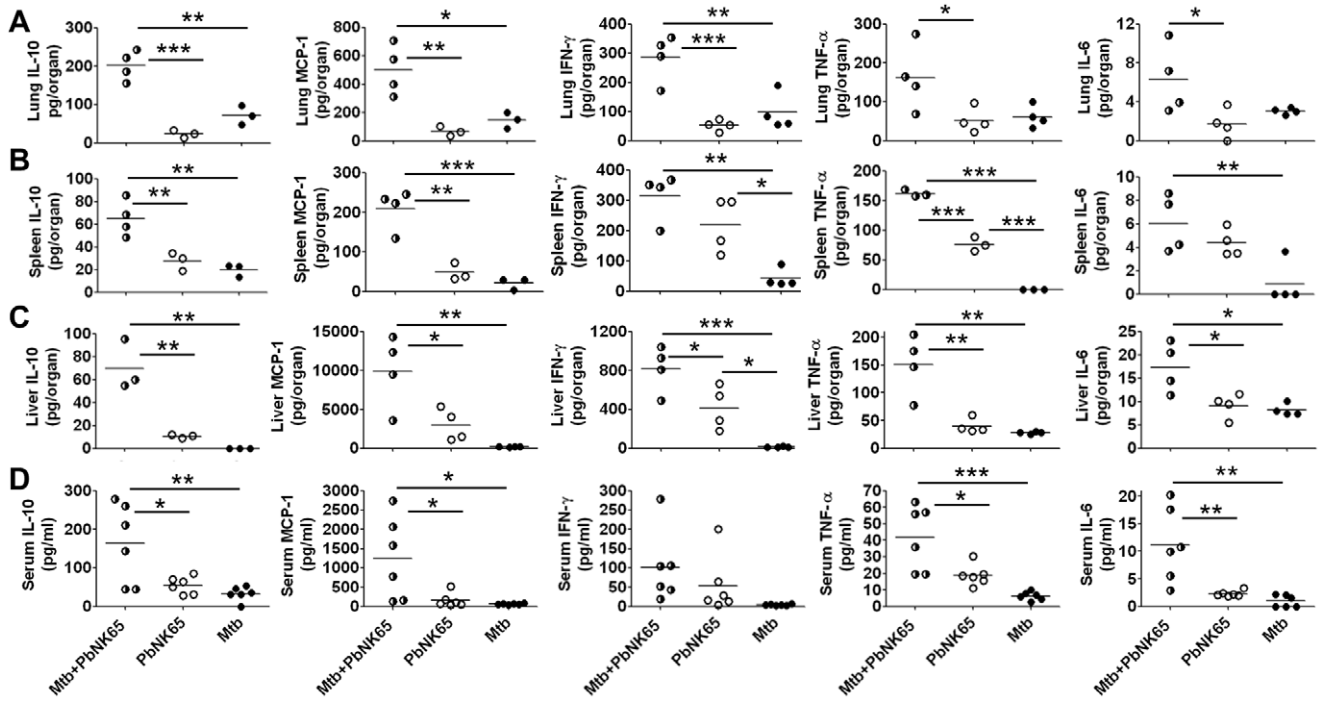 A
Lung IL-10
(pg/organ)
300
200
100
0
**
***
Lung MCP-1
(pg/organ)
800
600
400
200
0
*
**
Lung IFN-γ
(pg/organ)
400
300
200
100
0
**
***
Lung TNF-α
(pg/organ)
300
200
100
0
*
Lung IL-6
(pg/organ)
12
8
4
0
*
B
Spleen IL-10
(pg/organ)
100
80
60
40
20
0
**
**
Spleen MCP-1
(pg/organ)
300
200
100
0
***
**
Spleen IFN-γ
(pg/organ)
400
300
200
100
0
**
*
Spleen TNF-α
(pg/organ)
200
150
100
50
0
***
***
***
Spleen IL-6
(pg/organ)
10
8
6
4
2
0
**
C
Liver IL-10
(pg/organ)
100
80
60
40
20
0
**
**
Liver MCP-1
(pg/organ)
15000
10000
5000
0
**
*
Liver IFN-γ
(pg/organ)
1200
800
400
0
***
*
*
Liver TNF-α
(pg/organ)
200
150
100
50
0
**
**
Liver IL-6
(pg/organ)
25
20
15
10
5
0
*
*
D
Serum IL-10
(pg/ml)
300
200
100
0
**
*
Serum MCP-1
(pg/ml)
3000
2500
2000
1500
1000
500
0
*
*
Serum IFN-γ
(pg/ml)
300
250
200
150
100
50
0
Serum TNF-α
(pg/ml)
70
60
50
40
30
20
10
0
***
*
Serum IL-6
(pg/ml)
20
15
10
5
0
**
**
Mtb+PbNK65
PbNK65
Mtb
Mtb+PbNK65
PbNK65
Mtb
Mtb+PbNK65
PbNK65
Mtb
Mtb+PbNK65
PbNK65
Mtb
Mtb+PbNK65
PbNK65
Mtb